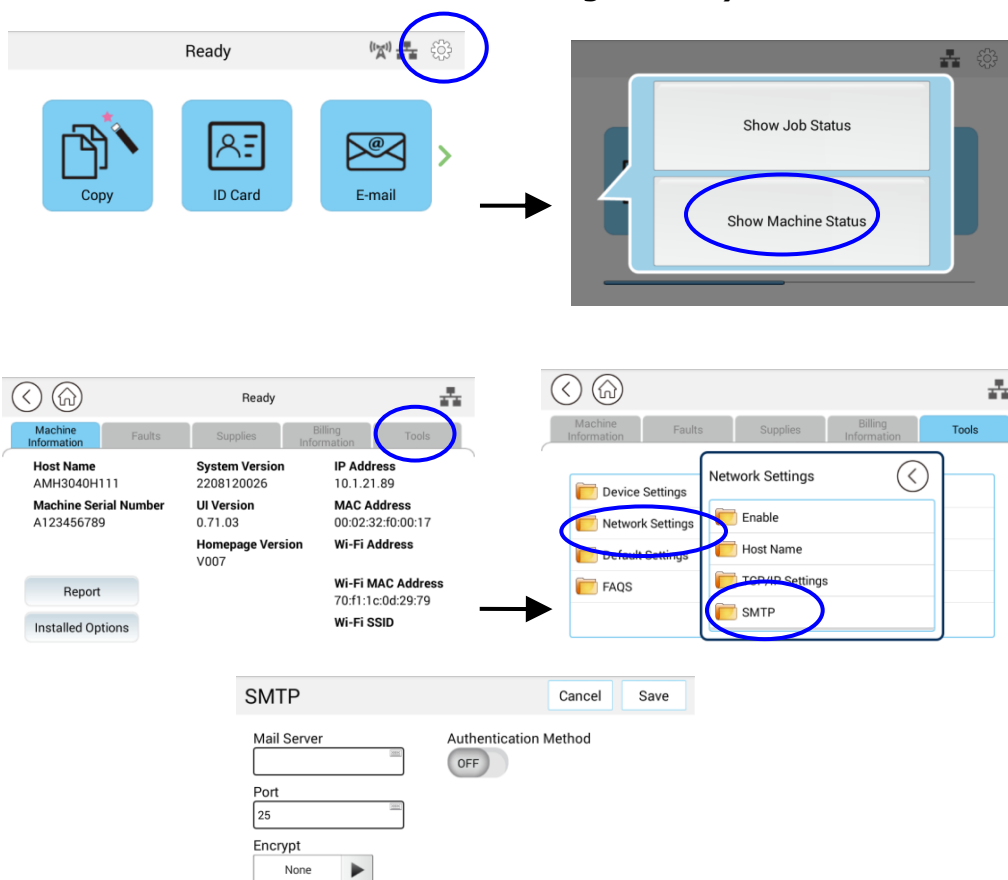 Ready
Copy
ID Card
E-mail
Show Job Status
Show Machine Status
Ready
Machine Information
Faults
Supplies
Billing Information
Tools
Host Name
AMH3040H111
Machine Serial Number
A123456789
System Version
2208120026
UI Version
0.71.03
Homepage Version
V007
IP Address
10.1.21.89
MAC Address
00:02:32:f0:00:17
Wi-Fi Address
Wi-Fi MAC Address
70:f1:1c:0d:29:79
Wi-Fi SSID
Report
Installed Options
Machine Information
Faults
Supplies
Billing Information
Tools
Device Settings
Network Settings
Default Settings
FAQS
Network Settings
Enable
Host Name
TCP/IP Settings
SMTP
SMTP
Cancel
Save
Mail Server
Authentication Method
OFF
Port
25
Encrypt
None